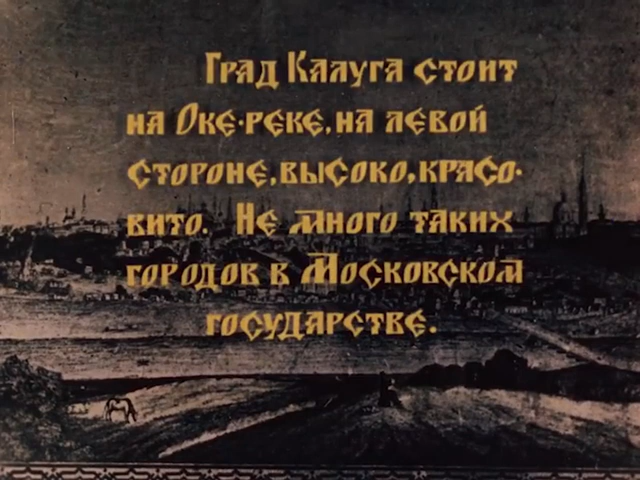 Град Калуга стоит
на Оке-реке, на левой
стороне, высоко, красо-
вито. Не много таких
городов в Московском
государстве.